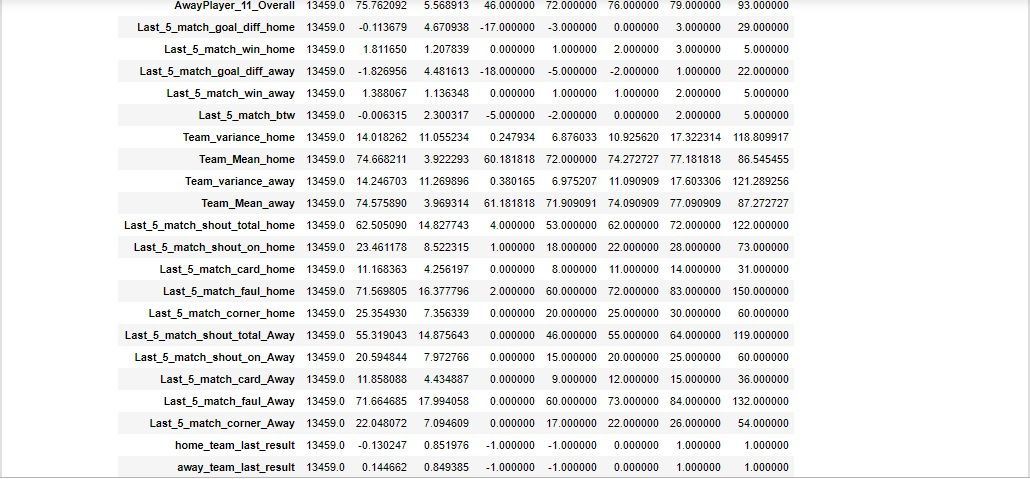 AwayPlayer_11_Overall 13459.0 75.762092 5.568913 46.000000 72.000000 76.000000 79.000000 93.000000
Last_5_match_goal_diff_home 13459.0 -0.113679 4.670938 -17.000000 -3.000000 0.000000 3.000000 29.000000
Last_5_match_win_home 13459.0 1.811650 1.207839 0.000000 1.000000 2.000000 3.000000 5.000000
Last_5_match_goal_diff_away 13459.0 -1.826956 4.481613 -18.000000 -5.000000 -2.000000 1.000000 22.000000
Last_5_match_win_away 13459.0 1.388067 1.136348 0.000000 1.000000 1.000000 2.000000 5.000000
Last_5_match_btw 13459.0 -0.006315 2.300317 -5.000000 -2.000000 0.000000 2.000000 5.000000
Team_variance_home 13459.0 14.018262 11.055234 0.247934 6.876033 10.925620 17.322314 118.809917
Team_Mean_home 13459.0 74.668211 3.922293 60.181818 72.000000 74.272727 77.181818 86.545455
Team_variance_away 13459.0 14.246703 11.269896 0.380165 6.975207 11.090909 17.603306 121.289256
Team_Mean_away 13459.0 74.575890 3.969314 61.181818 71.909091 74.090909 77.090909 87.272727
Last_5_match_shout_total_home 13459.0 62.505090 14.827743 4.000000 53.000000 62.000000 72.000000 122.000000
Last_5_match_shout_on_home 13459.0 23.461178 8.522315 1.000000 18.000000 22.000000 28.000000 73.000000
Last_5_match_card_home 13459.0 11.168363 4.256197 0.000000 8.000000 11.000000 14.000000 31.000000
Last_5_match_faul_home 13459.0 71.569805 16.377796 2.000000 60.000000 72.000000 83.000000 150.000000
Last_5_match_corner_home 13459.0 25.354930 7.356339 0.000000 20.000000 25.000000 30.000000 60.000000
Last_5_match_shout_total_Away 13459.0 55.319043 14.875643 0.000000 46.000000 55.000000 64.000000 119.000000
Last_5_match_shout_on_Away 13459.0 20.594844 7.972766 0.000000 15.000000 20.000000 25.000000 60.000000
Last_5_match_card_Away 13459.0 11.858088 4.434887 0.000000 9.000000 12.000000 15.000000 36.000000
Last_5_match_faul_Away 13459.0 71.664685 17.994058 0.000000 60.000000 73.000000 84.000000 132.000000
Last_5_match_corner_Away 13459.0 22.048072 7.094609 0.000000 17.000000 22.000000 26.000000 54.000000
home_team_last_result 13459.0 -0.130247 0.851976 -1.000000 -1.000000 0.000000 1.000000 1.000000
away_team_last_result 13459.0 0.144662 0.849385 -1.000000 -1.000000 0.000000 1.000000 1.000000